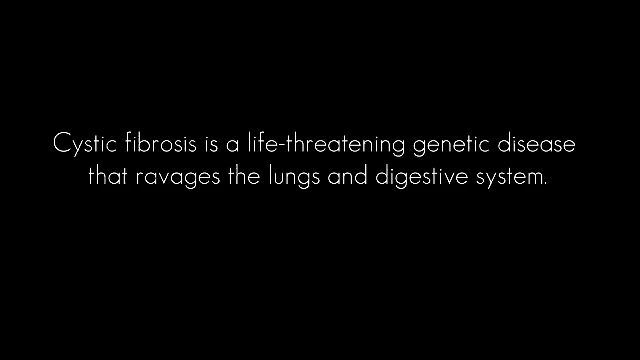 Cystic fibrosis is a life-threatening genetic disease
that ravages the lungs and digestive system.